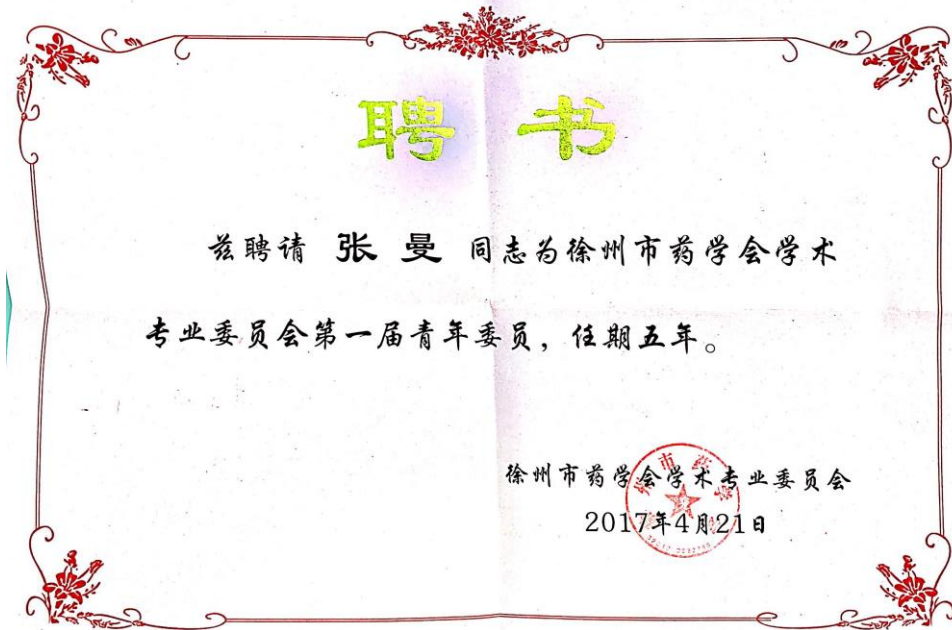 聘 书
兹聘请 张 曼 同志为徐州市药学会学术
专业委员会第一届青年委员，任期五年。
徐州市药学会学术专业委员会
2017年4月21日